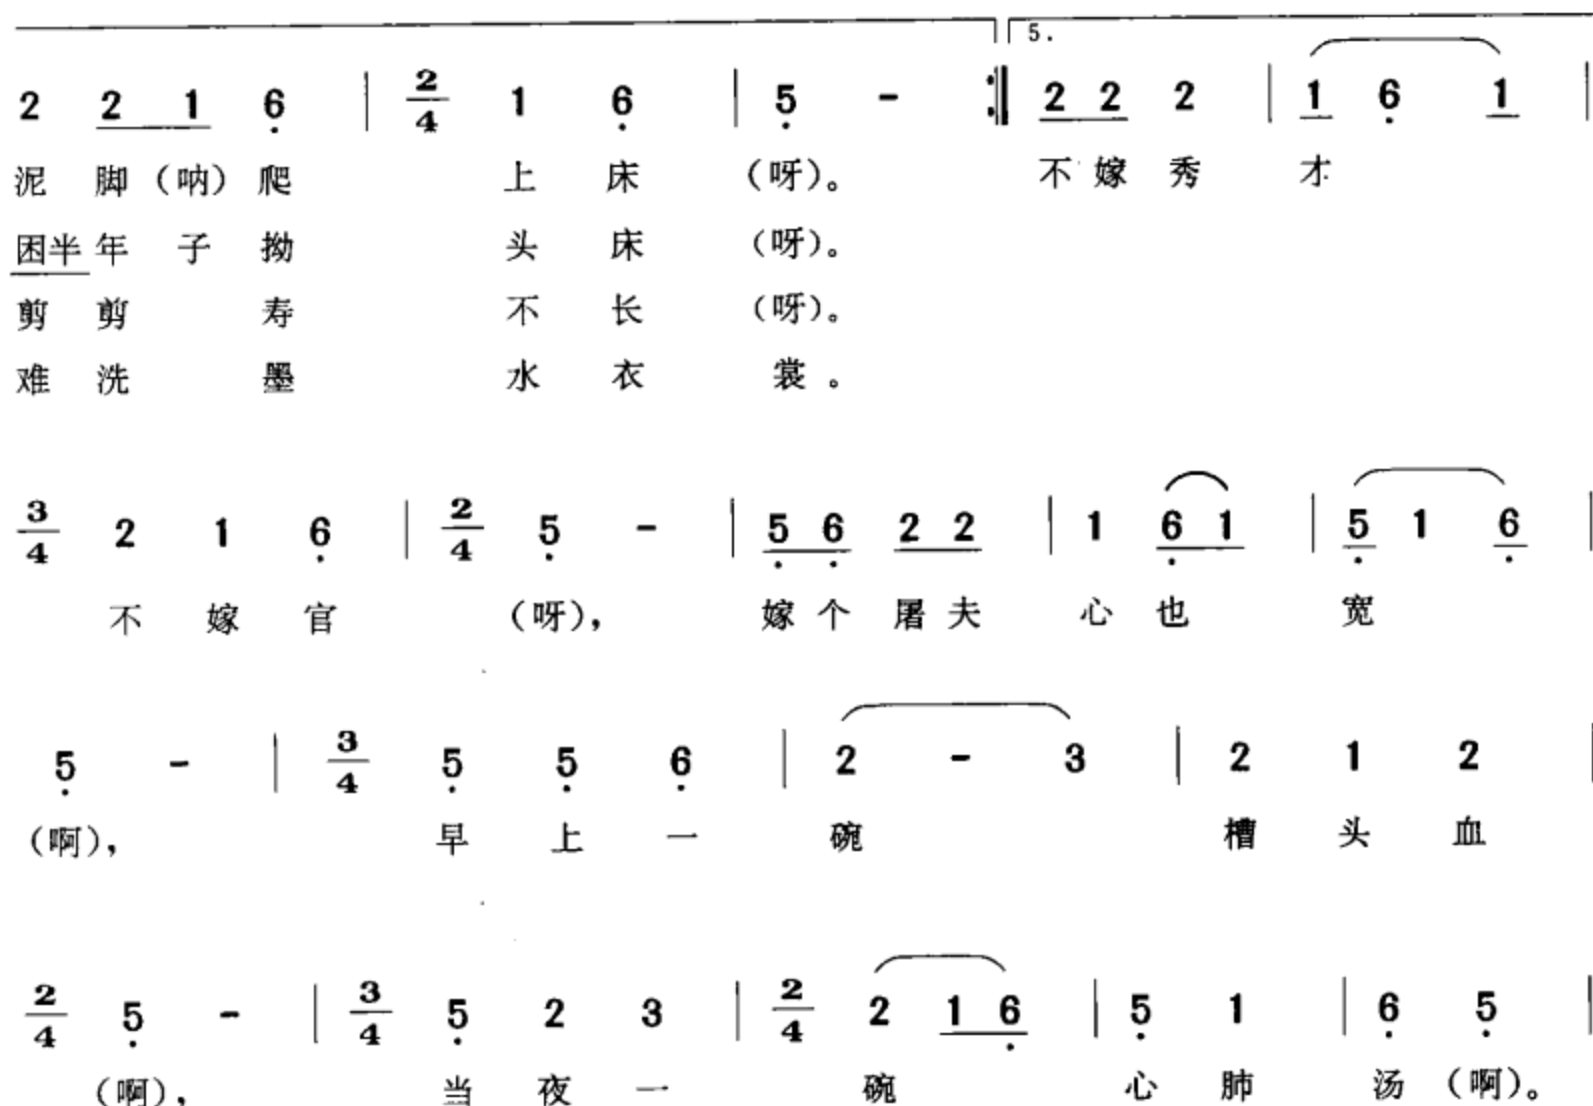 5.
2 2 1 6 | 2/4 1 6 | 5 - :‖ 2 2 2 | 1 6 1 |
泥 脚 (呐) 爬 上 床 (呀)。 不 嫁 秀 才
困半 年 子 拗 头 床 (呀)。
剪 剪 寿 不 长 (呀)。
难 洗 墨 水 衣 裳 。
3/4 2 1 6 | 2/4 5 - | 5 6 2 2 | 1 6 1 | 5 1 6 |
不 嫁 官 (呀), 嫁 个 屠 夫 心 也 宽
5 - | 3/4 5 5 6 | 2 - 3 | 2 1 2 |
(啊), 早 上 一 碗 槽 头 血
2/4 5 - | 3/4 5 2 3 | 2/4 2 1 6 | 5 1 | 6 5 |
(啊), 当 夜 一 碗 心 肺 汤 (啊)。